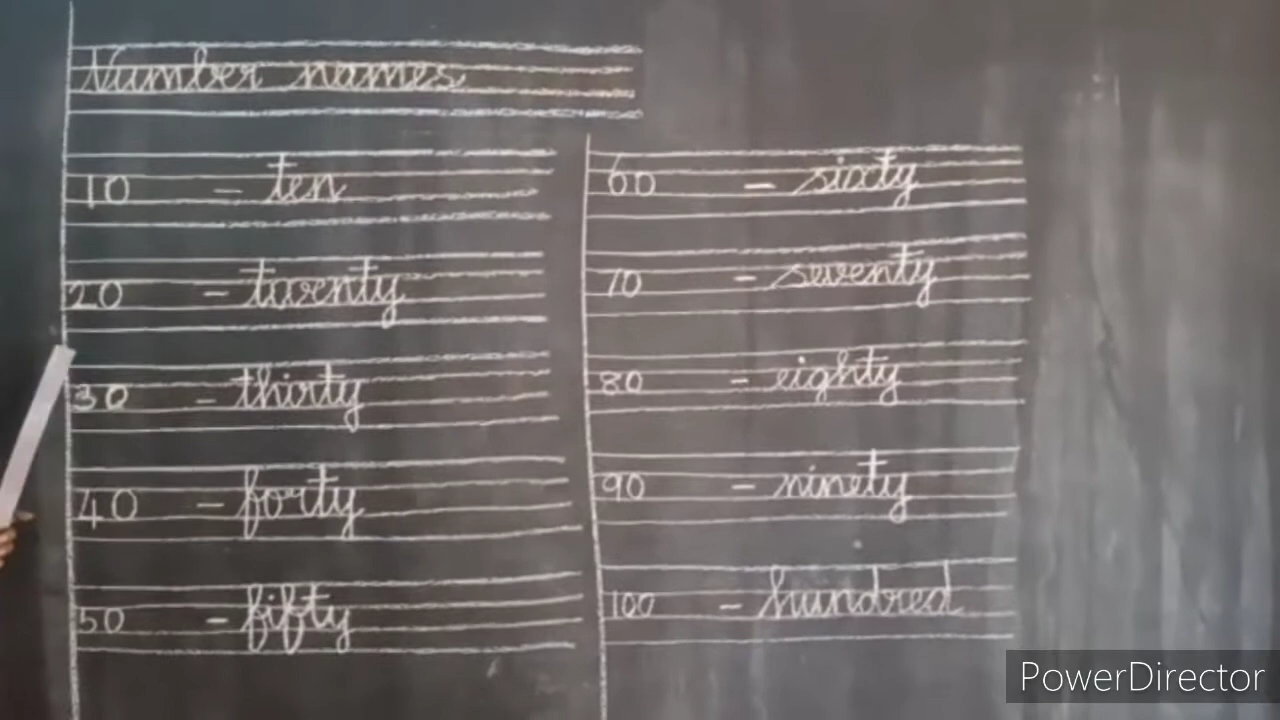 Number names
10 - ten
20 - twenty
30 - thirty
40 - forty
50 - fifty
60 - sixty
70 - seventy
80 - eighty
90 - ninety
100 - hundred
PowerDirector